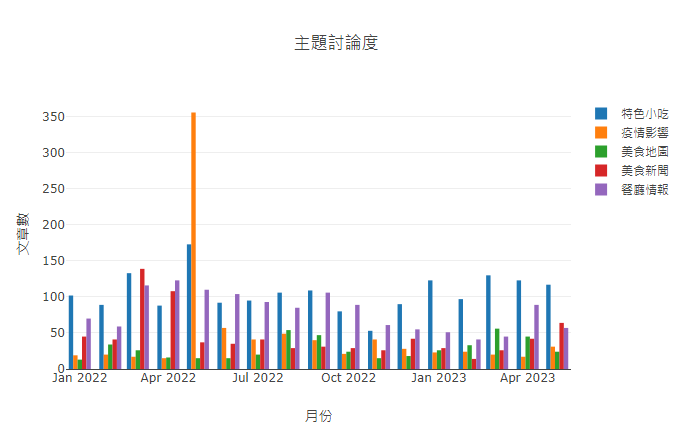 主題討論度
特色小吃
疫情影響
美食地圖
美食新聞
餐廳情報
文章數
350
300
250
200
150
100
50
0
Jan 2022 Apr 2022 Jul 2022 Oct 2022 Jan 2023 Apr 2023
月份